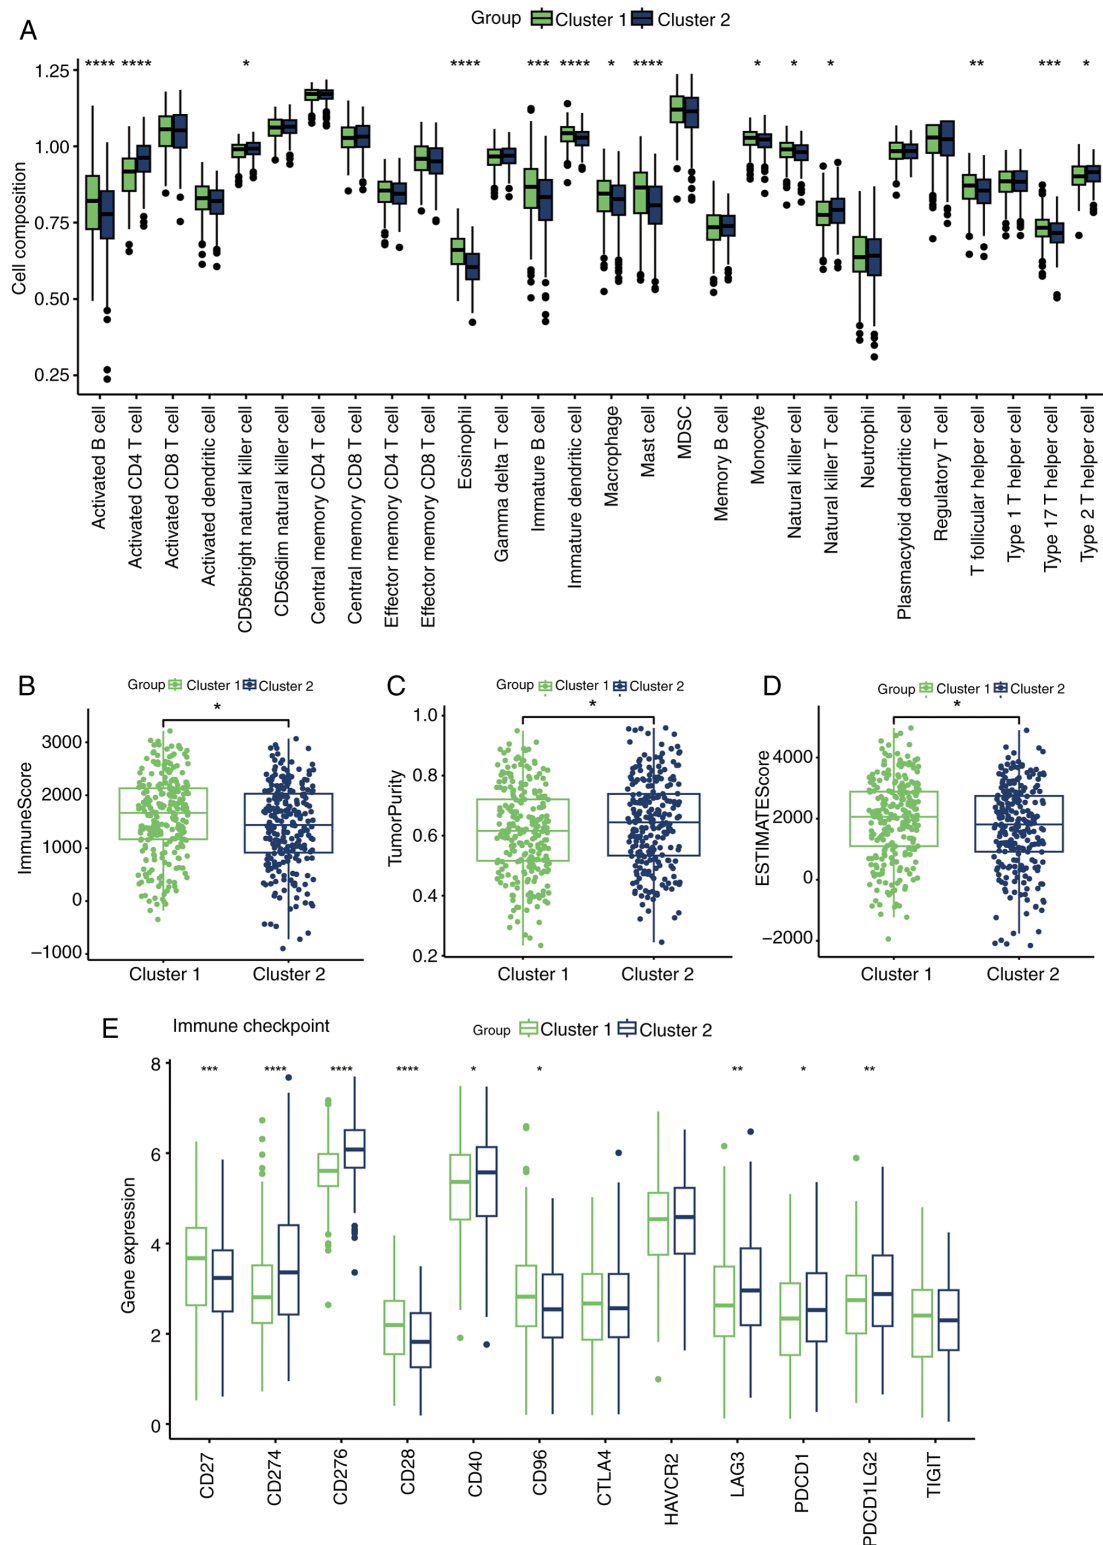 A
Group Cluster 1 Cluster 2
**** **** * **** *** **** * **** * * * ** *** *
Cell composition
1.25
1.00
0.75
0.50
0.25
Activated B cell
Activated CD4 T cell
Activated CD8 T cell
Activated dendritic cell
CD56bright natural killer cell
CD56dim natural killer cell
Central memory CD4 T cell
Central memory CD8 T cell
Effector memory CD4 T cell
Effector memory CD8 T cell
Eosinophil
Gamma delta T cell
Immature B cell
Immature dendritic cell
Macrophage
Mast cell
MDSC
Memory B cell
Monocyte
Natural killer cell
Natural killer T cell
Neutrophil
Plasmacytoid dendritic cell
Regulatory T cell
T follicular helper cell
Type 1 T helper cell
Type 17 T helper cell
Type 2 T helper cell
B
Group Cluster 1 Cluster 2
*
ImmuneScore
3000
2000
1000
0
−1000
Cluster 1 Cluster 2
C
Group Cluster 1 Cluster 2
*
TumorPurity
1.0
0.8
0.6
0.4
0.2
Cluster 1 Cluster 2
D
Group Cluster 1 Cluster 2
*
ESTIMATEScore
4000
2000
0
−2000
Cluster 1 Cluster 2
E
Immune checkpoint
Group Cluster 1 Cluster 2
*** **** **** **** * * ** * **
Gene expression
8
6
4
2
0
CD27
CD274
CD276
CD28
CD40
CD96
CTLA4
HAVCR2
LAG3
PDCD1
PDCD1LG2
TIGIT